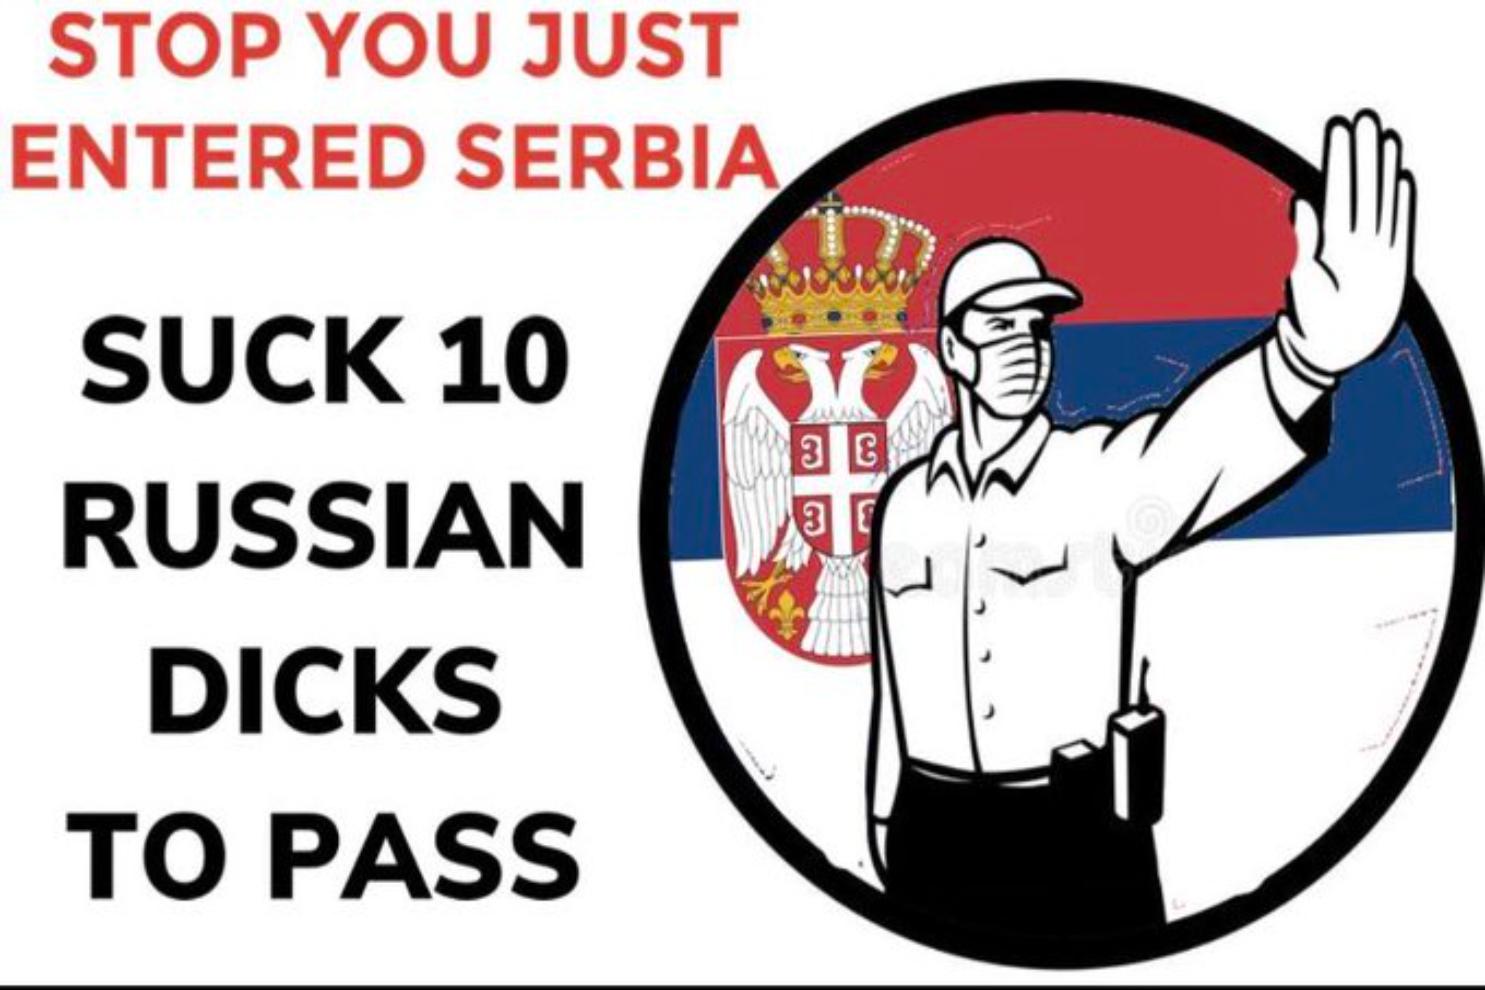 STOP YOU JUST
ENTERED SERBIA
SUCK 10
RUSSIAN
DICKS
TO PASS